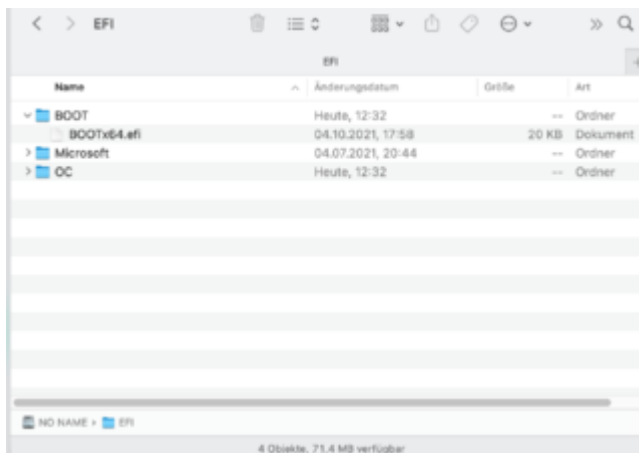 EFI
EFI
Name Änderungsdatum Größe Art
BOOT Heute, 12:32 -- Ordner
BOOTx64.efi 04.10.2021, 17:58 20 KB Dokument
Microsoft 04.07.2021, 20:44 -- Ordner
OC Heute, 12:32 -- Ordner
NO NAME › EFI
4 Objekte, 71,4 MB verfügbar